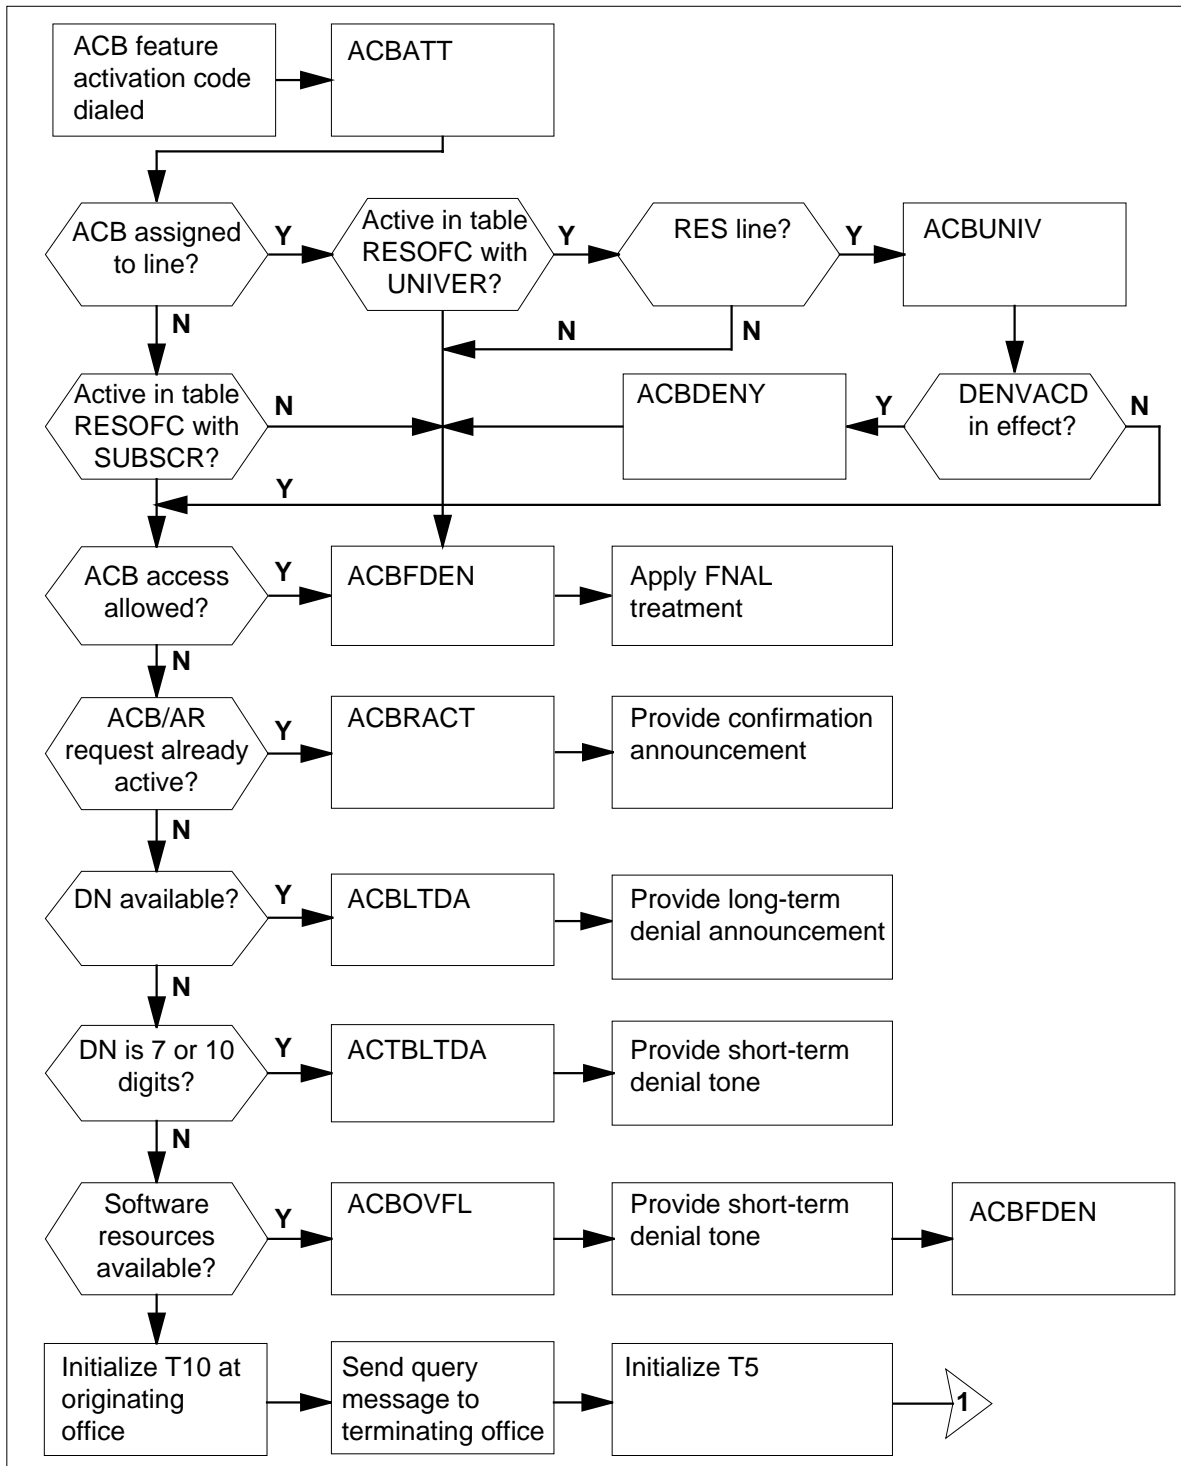 ACB feature
activation code
dialed
ACBATT
ACB assigned
to line?
Y
Active in table
RESOFC with
UNIVER?
Y
RES line?
Y
ACBUNIV
N
N
N
Active in table
RESOFC with
SUBSCR?
N
ACBDENY
Y
DENVACD
in effect?
N
Y
ACB access
allowed?
Y
ACBFDEN
Apply FNAL
treatment
N
ACB/AR
request already
active?
Y
ACBRACT
Provide confirmation
announcement
N
DN available?
Y
ACBLTDA
Provide long-term
denial announcement
N
DN is 7 or 10
digits?
Y
ACTBLTDA
Provide short-term
denial tone
N
Software
resources
available?
Y
ACBOVFL
Provide short-term
denial tone
ACBFDEN
Initialize T10 at
originating
office
Send query
message to
terminating office
Initialize T5
1